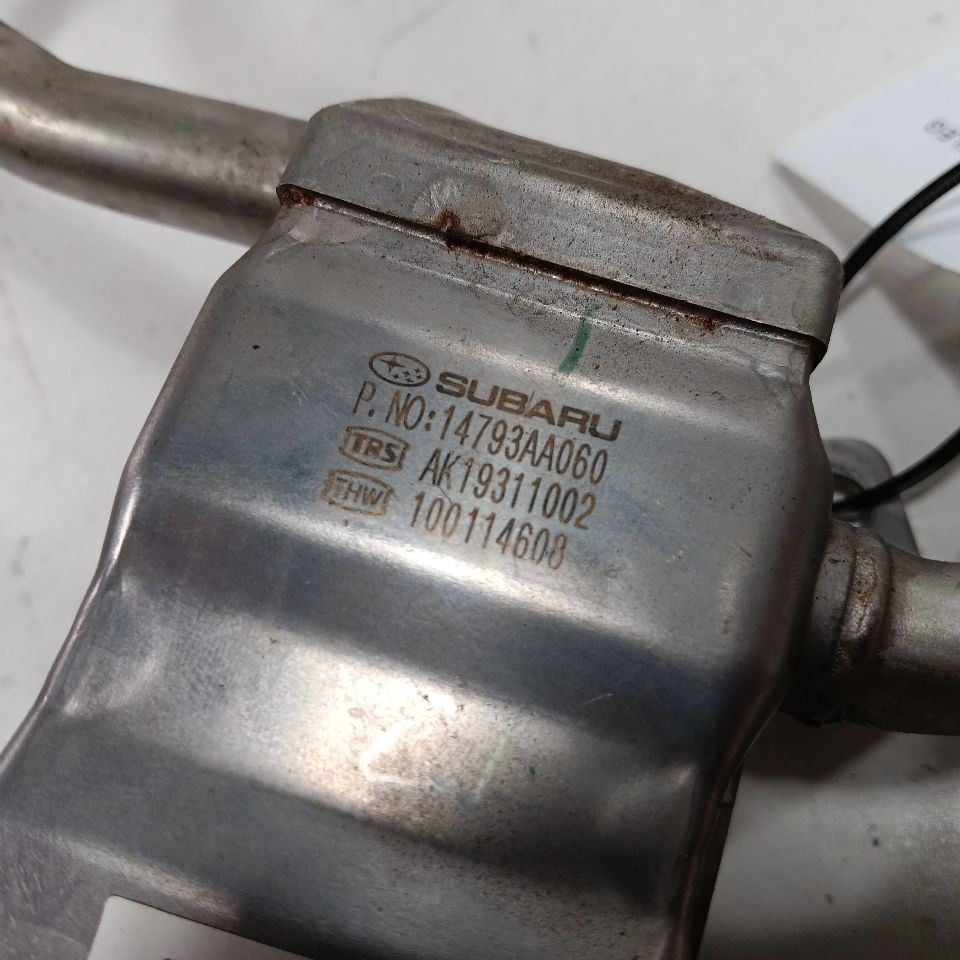 SUBARU
P. NO:14793AA060
TRS AK19311002
THW 100114608